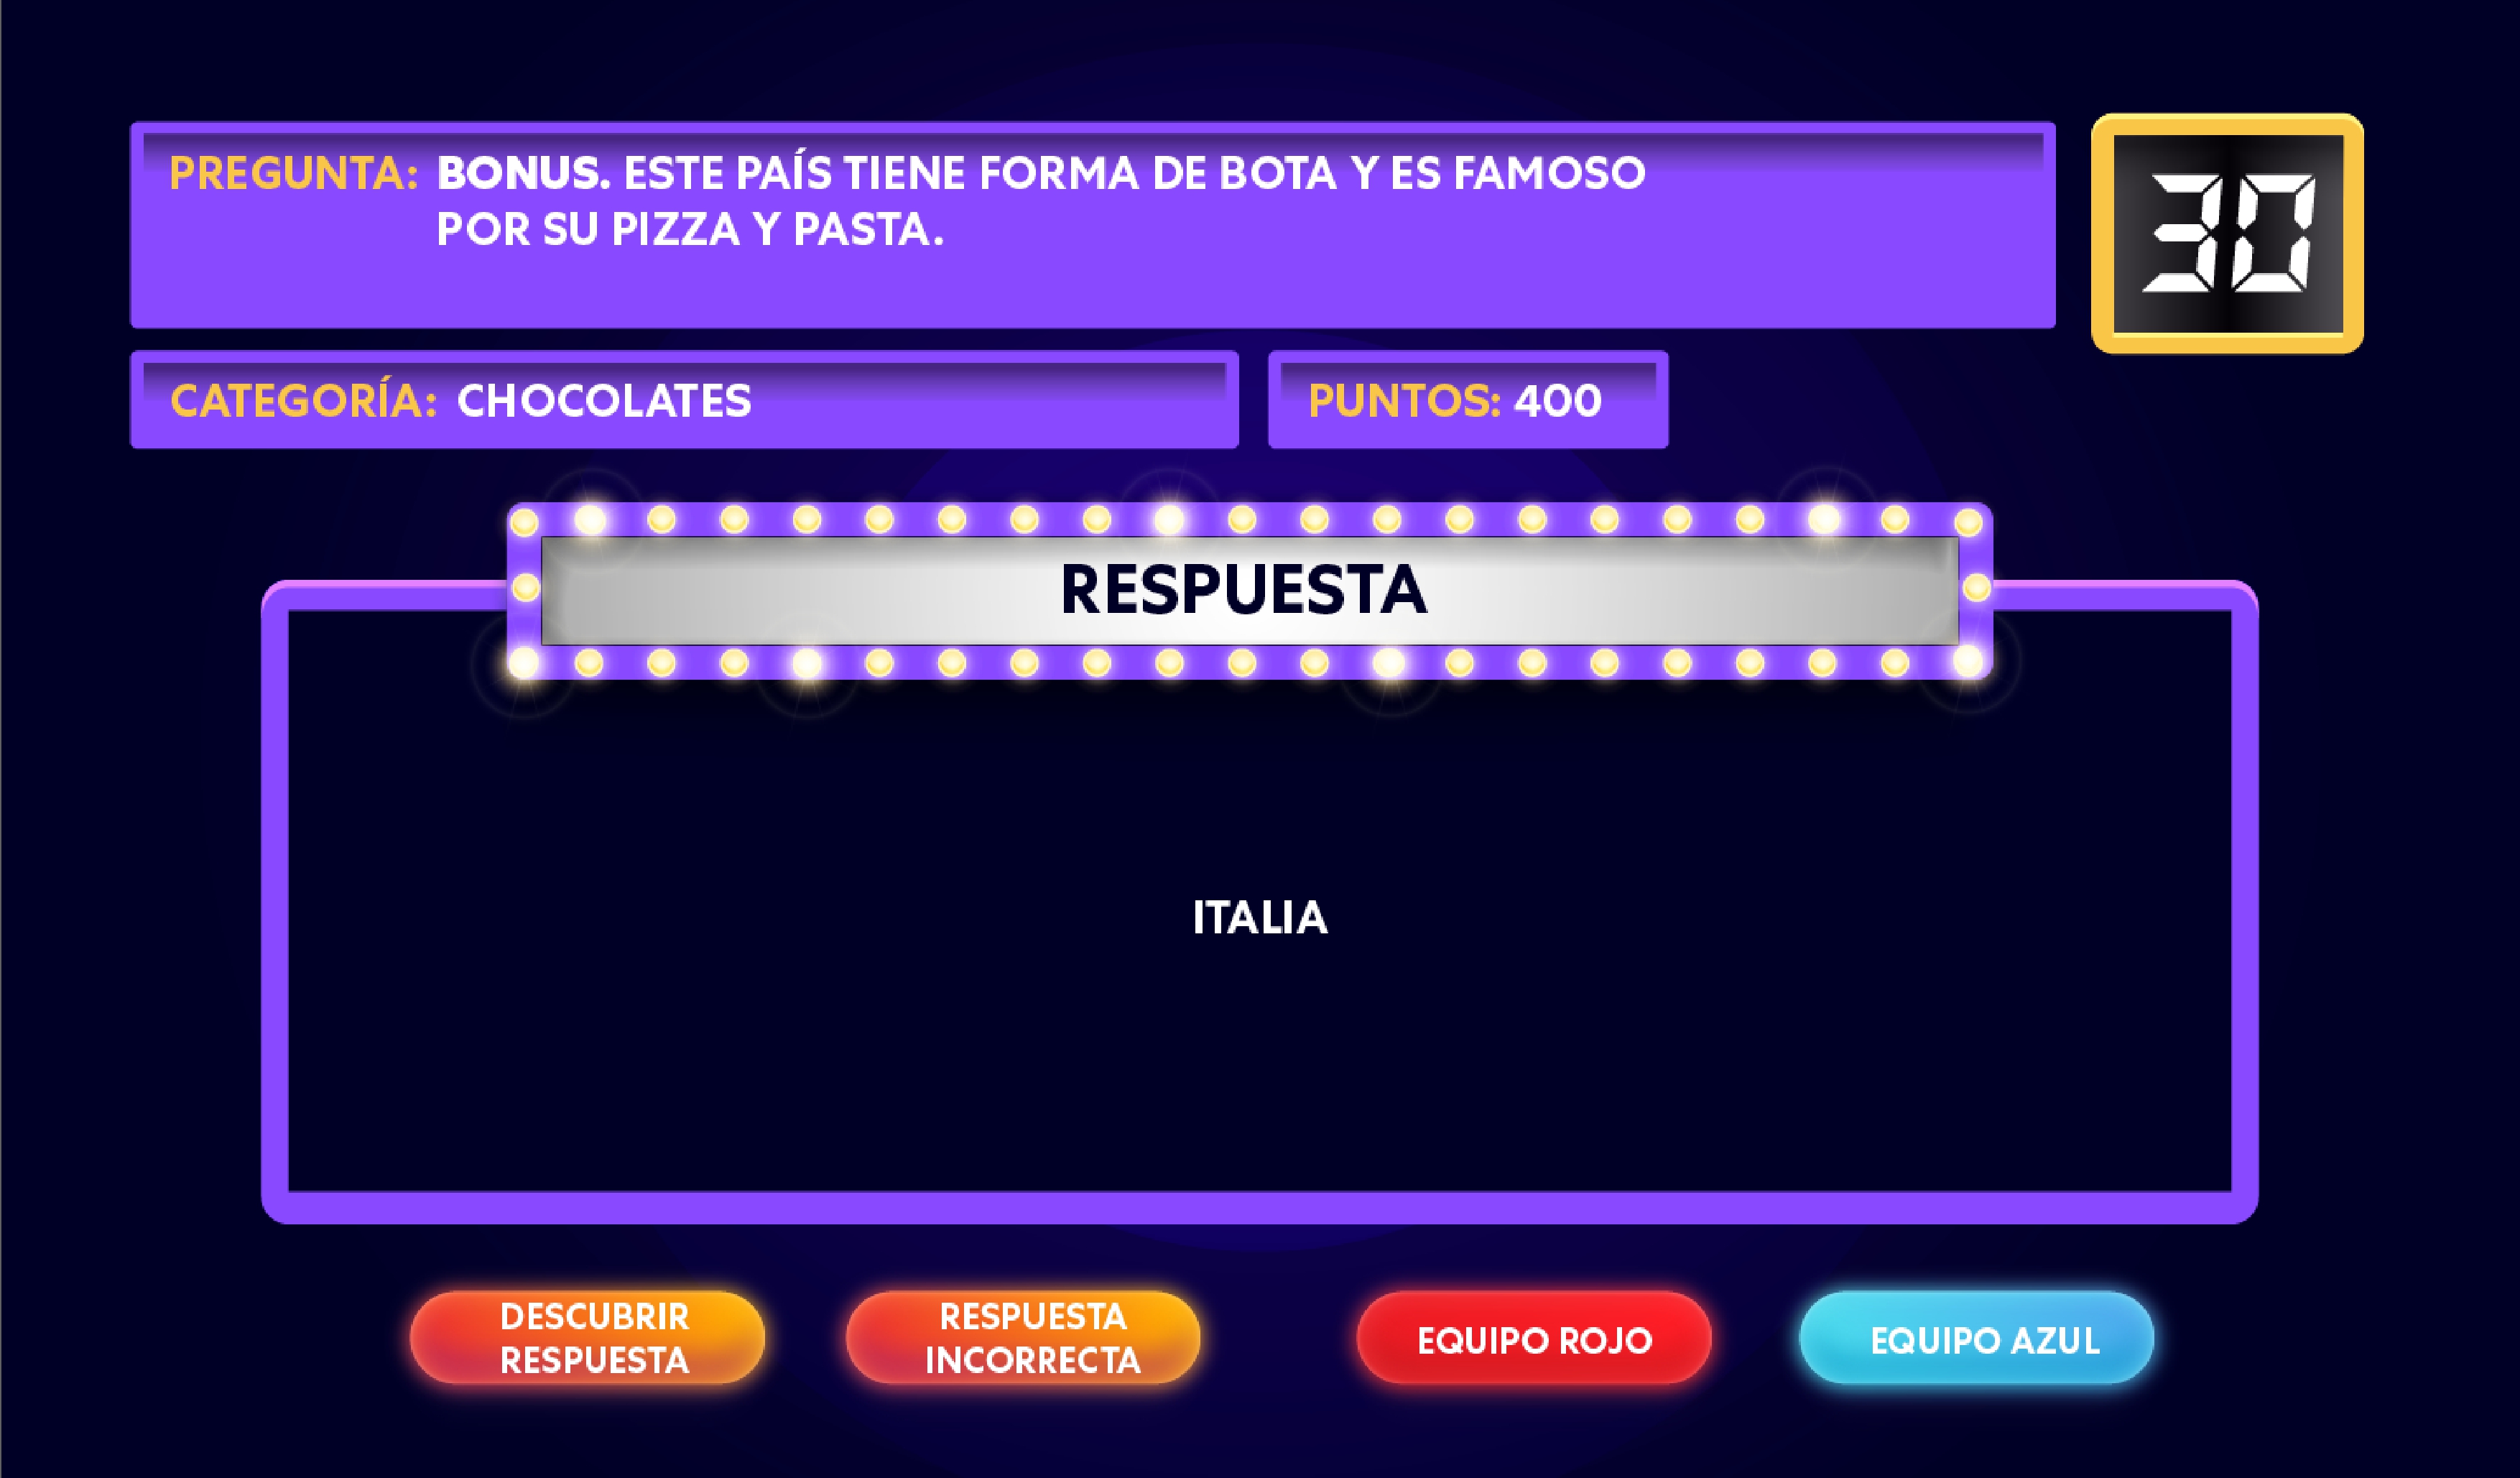 PREGUNTA: BONUS. ESTE PAÍS TIENE FORMA DE BOTA Y ES FAMOSO
POR SU PIZZA Y PASTA.
30
CATEGORÍA: CHOCOLATES
PUNTOS: 400
RESPUESTA
ITALIA
DESCUBRIR
RESPUESTA
RESPUESTA
INCORRECTA
EQUIPO ROJO
EQUIPO AZUL